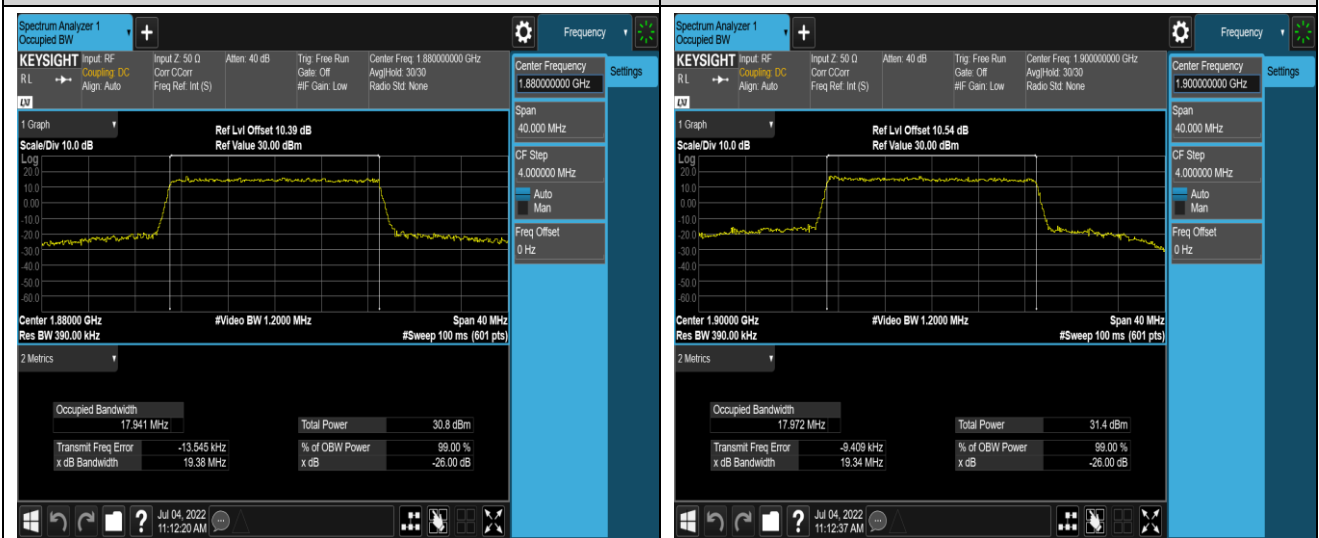 Spectrum Analyzer 1
Occupied BW
+
Frequency
KEYSIGHT
Input: RF
Input Z: 50 Ω
Atten: 40 dB
Trig: Free Run
Center Freq: 1.880000000 GHz
RL
Coupling: DC
Corr CCorr
Gate: Off
Avg|Hold: 30/30
Align: Auto
Freq Ref: Int (S)
#IF Gain: Low
Radio Std: None
LXI
Center Frequency
1.880000000 GHz
Settings
Span
40.000 MHz
CF Step
4.000000 MHz
Auto
Man
Freq Offset
0 Hz
1 Graph
Ref Lvl Offset 10.39 dB
Scale/Div 10.0 dB
Ref Value 30.00 dBm
Log
20.0
10.0
0.00
-10.0
-20.0
-30.0
-40.0
-50.0
-60.0
Center 1.88000 GHz
#Video BW 1.2000 MHz
Span 40 MHz
Res BW 390.00 kHz
#Sweep 100 ms (601 pts)
2 Metrics
Occupied Bandwidth
17.941 MHz
Total Power 30.8 dBm
Transmit Freq Error -13.545 kHz
% of OBW Power 99.00 %
x dB Bandwidth 19.38 MHz
x dB -26.00 dB
?
Jul 04, 2022
11:12:20 AM
Spectrum Analyzer 1
Occupied BW
+
Frequency
KEYSIGHT
Input: RF
Input Z: 50 Ω
Atten: 40 dB
Trig: Free Run
Center Freq: 1.900000000 GHz
RL
Coupling: DC
Corr CCorr
Gate: Off
Avg|Hold: 30/30
Align: Auto
Freq Ref: Int (S)
#IF Gain: Low
Radio Std: None
LXI
Center Frequency
1.900000000 GHz
Settings
Span
40.000 MHz
CF Step
4.000000 MHz
Auto
Man
Freq Offset
0 Hz
1 Graph
Ref Lvl Offset 10.54 dB
Scale/Div 10.0 dB
Ref Value 30.00 dBm
Log
20.0
10.0
0.00
-10.0
-20.0
-30.0
-40.0
-50.0
-60.0
Center 1.90000 GHz
#Video BW 1.2000 MHz
Span 40 MHz
Res BW 390.00 kHz
#Sweep 100 ms (601 pts)
2 Metrics
Occupied Bandwidth
17.972 MHz
Total Power 31.4 dBm
Transmit Freq Error -9.409 kHz
% of OBW Power 99.00 %
x dB Bandwidth 19.34 MHz
x dB -26.00 dB
?
Jul 04, 2022
11:12:37 AM